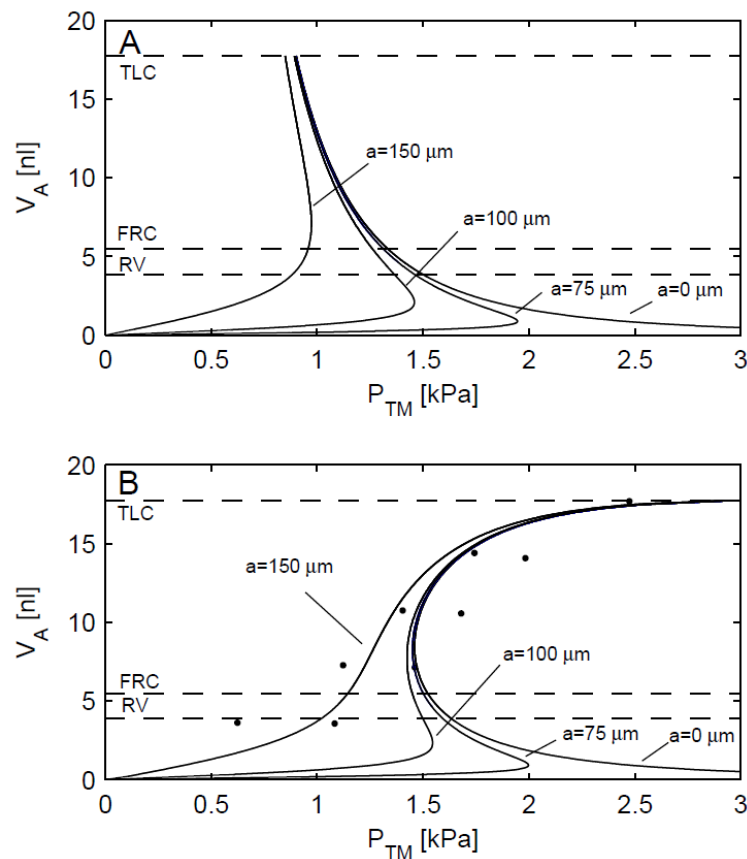 A
20
15
10
5
0
V_A [nl]
TLC
FRC
RV
a=150 μm
a=100 μm
a=75 μm
a=0 μm
0 0.5 1 1.5 2 2.5 3
P_TM [kPa]
B
20
15
10
5
0
V_A [nl]
TLC
FRC
RV
a=150 μm
a=100 μm
a=75 μm
a=0 μm
0 0.5 1 1.5 2 2.5 3
P_TM [kPa]